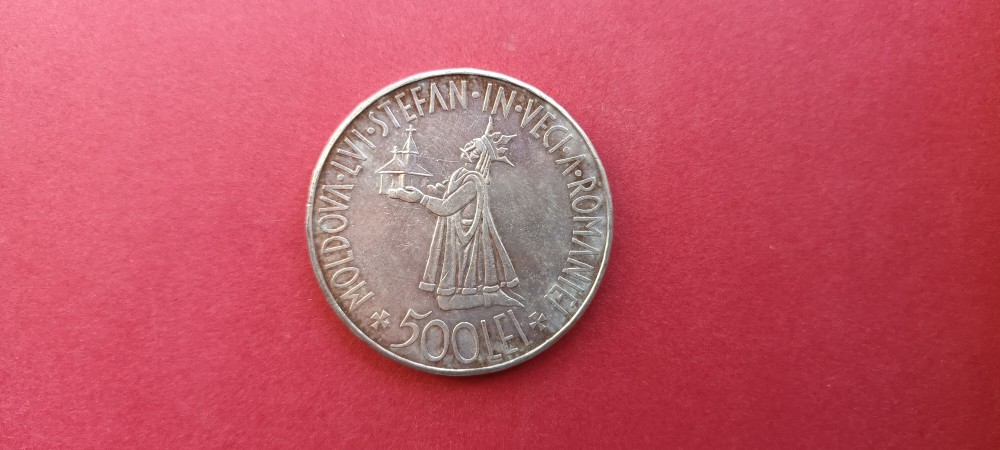 MOLDOVA·LVI·STEFAN·IN·VECI·A·ROMANIEI
500 LEI